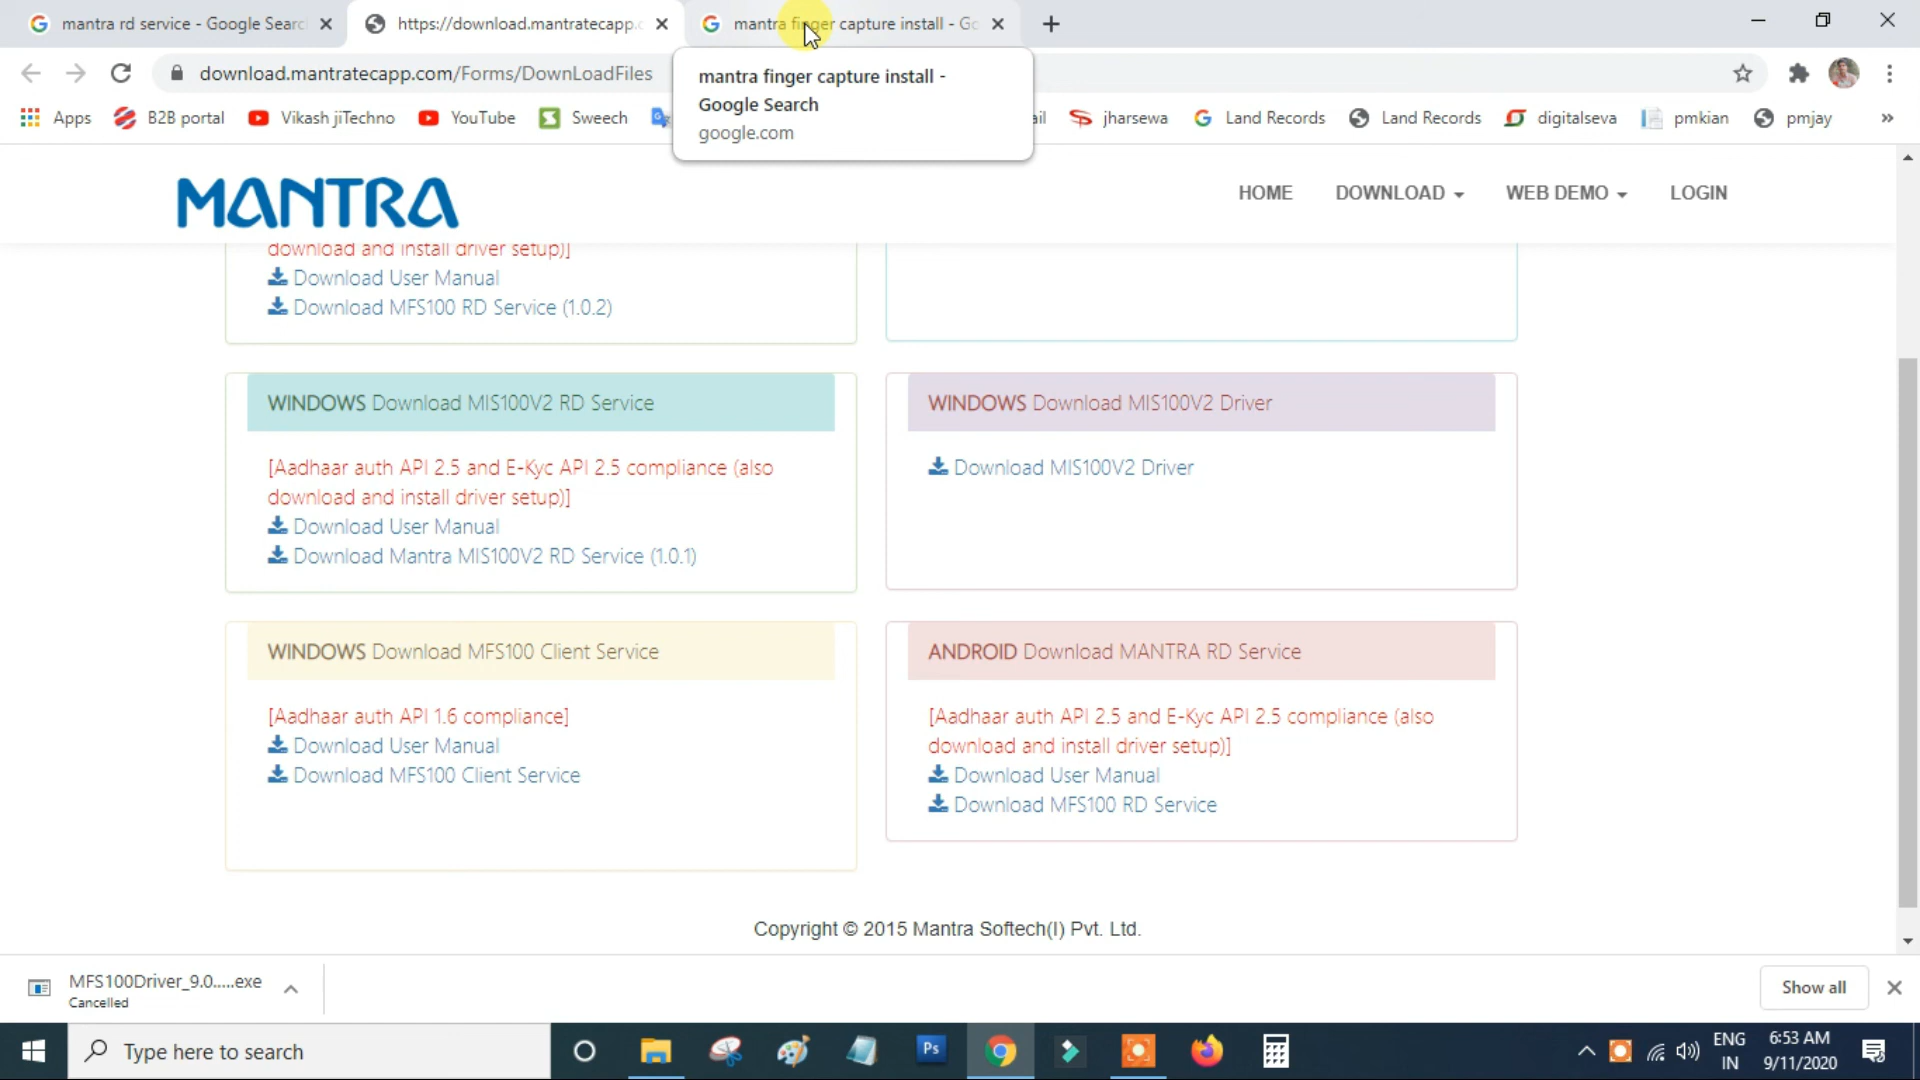 mantra rd service - Google Searc
https://download.mantratecapp.c
mantra finger capture install - Go
download.mantratecapp.com/Forms/DownLoadFiles
mantra finger capture install -
Google Search
google.com
Apps
B2B portal
Vikash jiTechno
YouTube
Sweech
ail
jharsewa
Land Records
Land Records
digitalseva
pmkian
pmjay
»
MANTRA
HOME
DOWNLOAD
WEB DEMO
LOGIN
download and install driver setup)]
Download User Manual
Download MFS100 RD Service (1.0.2)
WINDOWS Download MIS100V2 RD Service
[Aadhaar auth API 2.5 and E-Kyc API 2.5 compliance (also
download and install driver setup)]
Download User Manual
Download Mantra MIS100V2 RD Service (1.0.1)
WINDOWS Download MIS100V2 Driver
Download MIS100V2 Driver
WINDOWS Download MFS100 Client Service
[Aadhaar auth API 1.6 compliance]
Download User Manual
Download MFS100 Client Service
ANDROID Download MANTRA RD Service
[Aadhaar auth API 2.5 and E-Kyc API 2.5 compliance (also
download and install driver setup)]
Download User Manual
Download MFS100 RD Service
Copyright © 2015 Mantra Softech(I) Pvt. Ltd.
MFS100Driver_9.0.....exe
Cancelled
Show all
Type here to search
Ps
ENG
IN
6:53 AM
9/11/2020